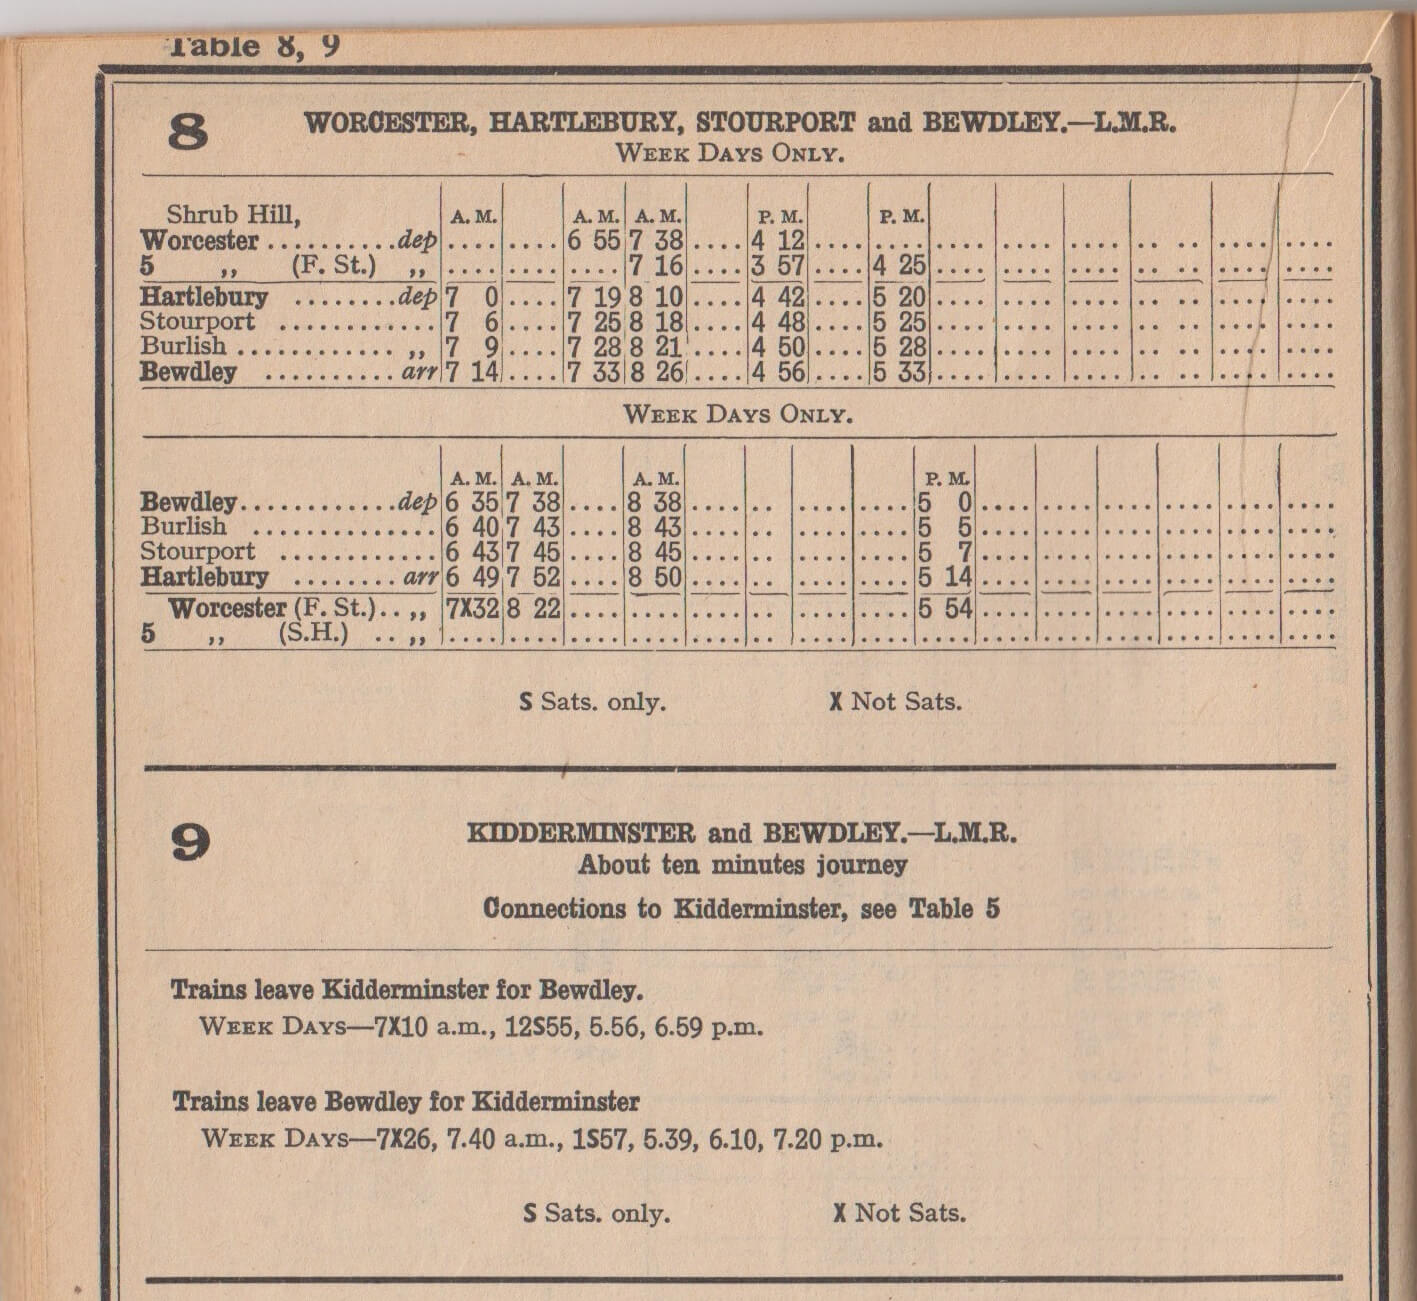 Table 8, 9
8 WORCESTER, HARTLEBURY, STOURPORT and BEWDLEY.—L.M.R.
WEEK DAYS ONLY.
Shrub Hill, A.M. A.M. A.M. P.M. P.M.
Worcester ..........dep .... .... 6 55 7 38 .... 4 12 .... .... .... .... .... .. .. .... ....
5 ,, (F. St.) ,, .... .... .... 7 16 .... 3 57 .... 4 25 .... .... .... .. .. .... ....
Hartlebury ........dep 7 0 .... 7 19 8 10 .... 4 42 .... 5 20 .... .... .... .. .. .... ....
Stourport ............ 7 6 .... 7 25 8 18 .... 4 48 .... 5 25 .... .... .... .. .. .... ....
Burlish ............ ,, 7 9 .... 7 28 8 21 .... 4 50 .... 5 28 .... .... .... .. .. .... ....
Bewdley .......... arr 7 14 .... 7 33 8 26 .... 4 56 .... 5 33 .... .... .... .. .. .... ....
WEEK DAYS ONLY.
A.M. A.M. A.M. P.M.
Bewdley............dep 6 35 7 38 .... 8 38 .... .. .... .... 5 0 .... .... .... .... .... ....
Burlish .............. 6 40 7 43 .... 8 43 .... .. .... .... 5 5 .... .... .... .... .... ....
Stourport ............ 6 43 7 45 .... 8 45 .... .. .... .... 5 7 .... .... .... .... .... ....
Hartlebury ........ arr 6 49 7 52 .... 8 50 .... .. .... .... 5 14 .... .... .... .... .... ....
Worcester (F. St.).. ,, 7X32 8 22 .... .... .... .. .... .... 5 54 .... .... .... .... .... ....
5 ,, (S.H.) .. ,, .... .... .... .... .... .. .... .... .... .... .... .... .... .... ....
S Sats. only. X Not Sats.
9 KIDDERMINSTER and BEWDLEY.—L.M.R.
About ten minutes journey
Connections to Kidderminster, see Table 5
Trains leave Kidderminster for Bewdley.
WEEK DAYS—7X10 a.m., 12S55, 5.56, 6.59 p.m.
Trains leave Bewdley for Kidderminster
WEEK DAYS—7X26, 7.40 a.m., 1S57, 5.39, 6.10, 7.20 p.m.
S Sats. only. X Not Sats.